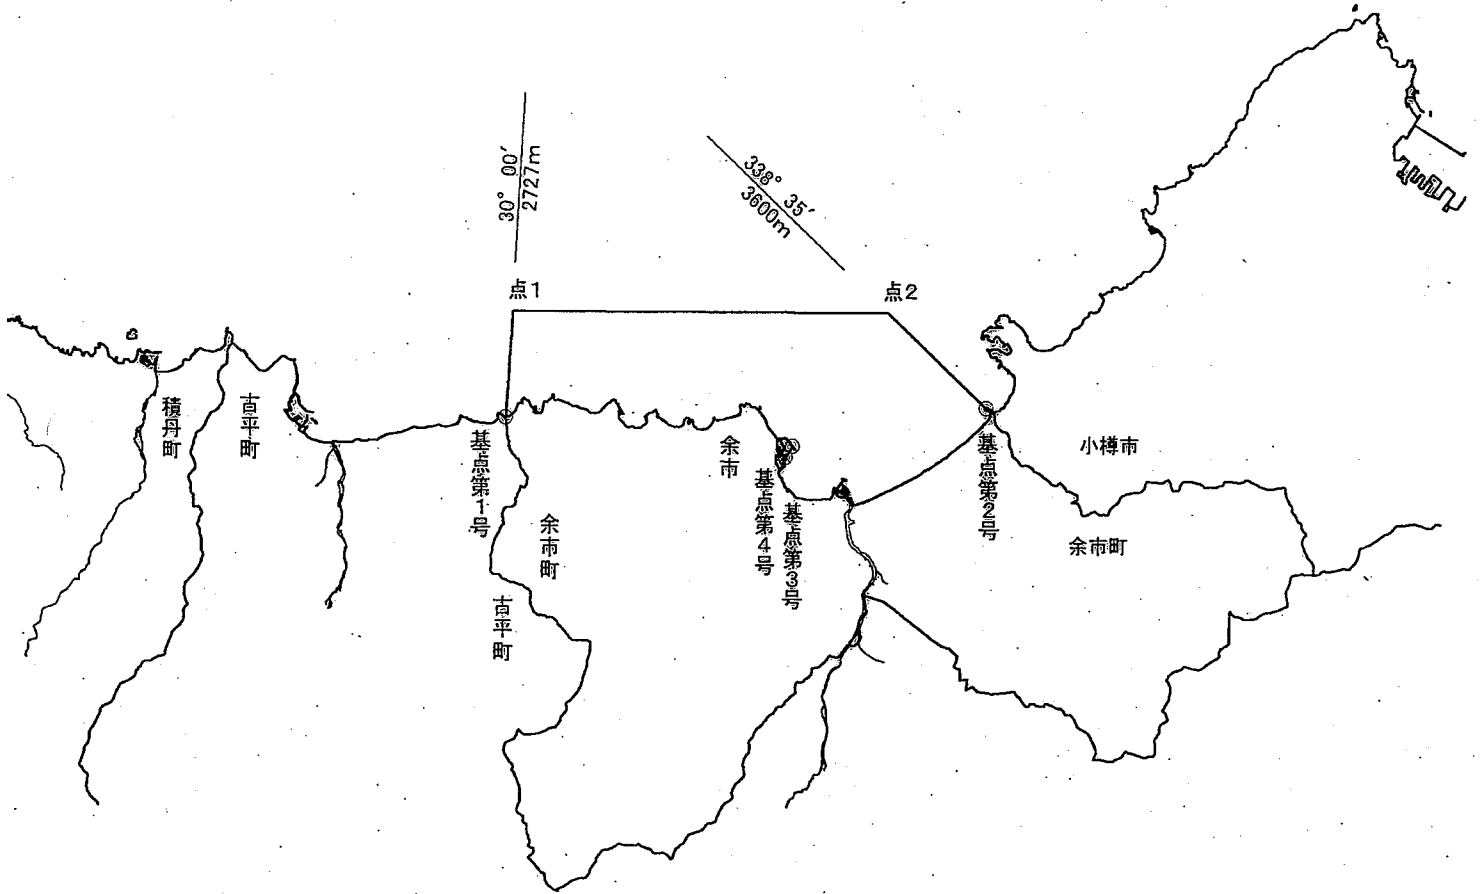 30° 00′
2727m
338° 35′
3600m
点1
点2
積丹町
古平町
基点第1号
余市町
古平町
余市
基点第4号
基点第3号
基点第2号
小樽市
余市町